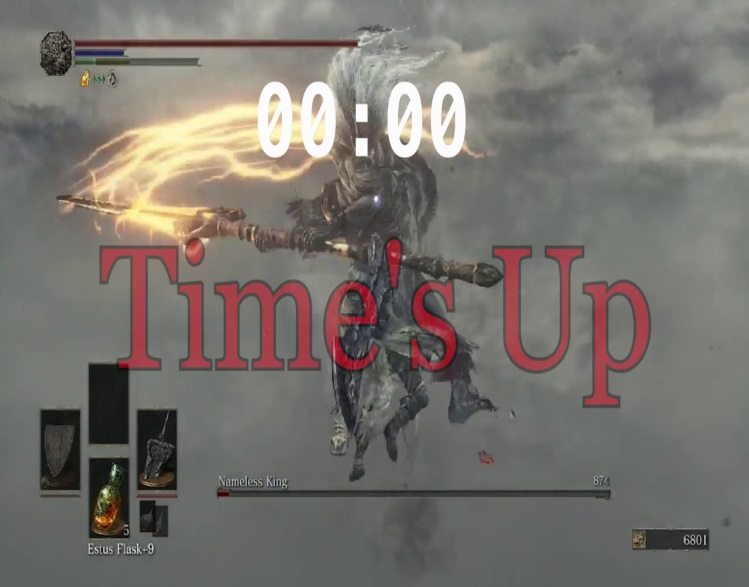 00:00
Time's Up
Nameless King
874
5
Estus Flask+9
6801